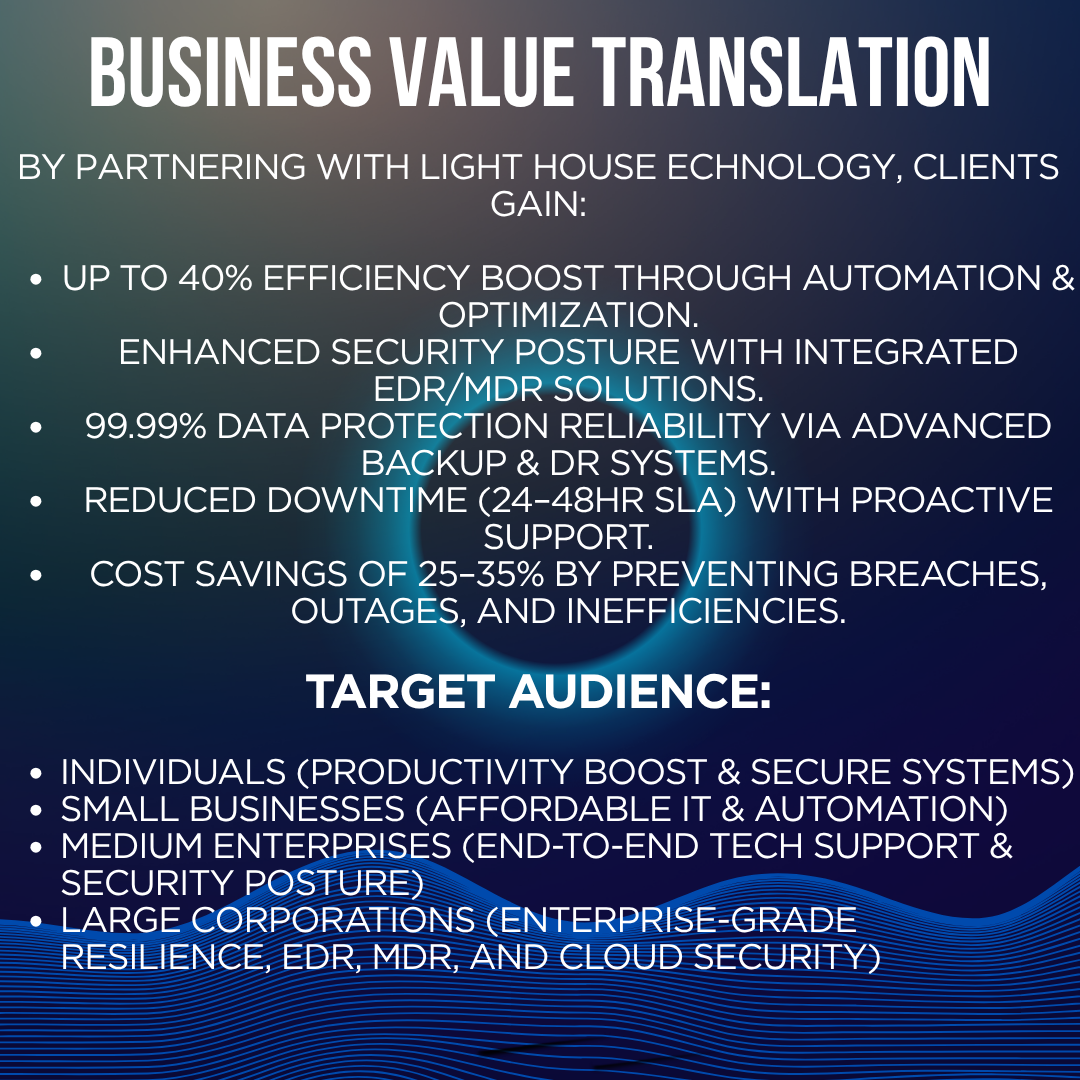 BUSINESS VALUE TRANSLATION
BY PARTNERING WITH LIGHT HOUSE ECHNOLOGY, CLIENTS
GAIN:
• UP TO 40% EFFICIENCY BOOST THROUGH AUTOMATION &
OPTIMIZATION.
• ENHANCED SECURITY POSTURE WITH INTEGRATED
EDR/MDR SOLUTIONS.
• 99.99% DATA PROTECTION RELIABILITY VIA ADVANCED
BACKUP & DR SYSTEMS.
• REDUCED DOWNTIME (24–48HR SLA) WITH PROACTIVE
SUPPORT.
• COST SAVINGS OF 25–35% BY PREVENTING BREACHES,
OUTAGES, AND INEFFICIENCIES.
TARGET AUDIENCE:
• INDIVIDUALS (PRODUCTIVITY BOOST & SECURE SYSTEMS)
• SMALL BUSINESSES (AFFORDABLE IT & AUTOMATION)
• MEDIUM ENTERPRISES (END-TO-END TECH SUPPORT &
SECURITY POSTURE)
• LARGE CORPORATIONS (ENTERPRISE-GRADE
RESILIENCE, EDR, MDR, AND CLOUD SECURITY)